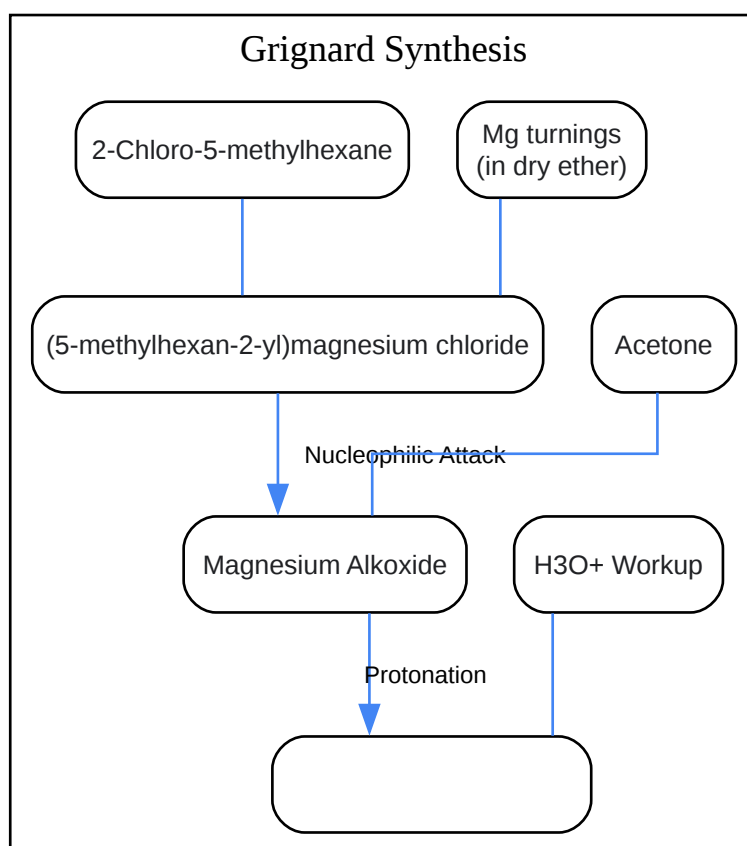 Grignard Synthesis
2-Chloro-5-methylhexane
Mg turnings
(in dry ether)
(5-methylhexan-2-yl)magnesium chloride
Acetone
Nucleophilic Attack
Magnesium Alkoxide
H3O+ Workup
Protonation